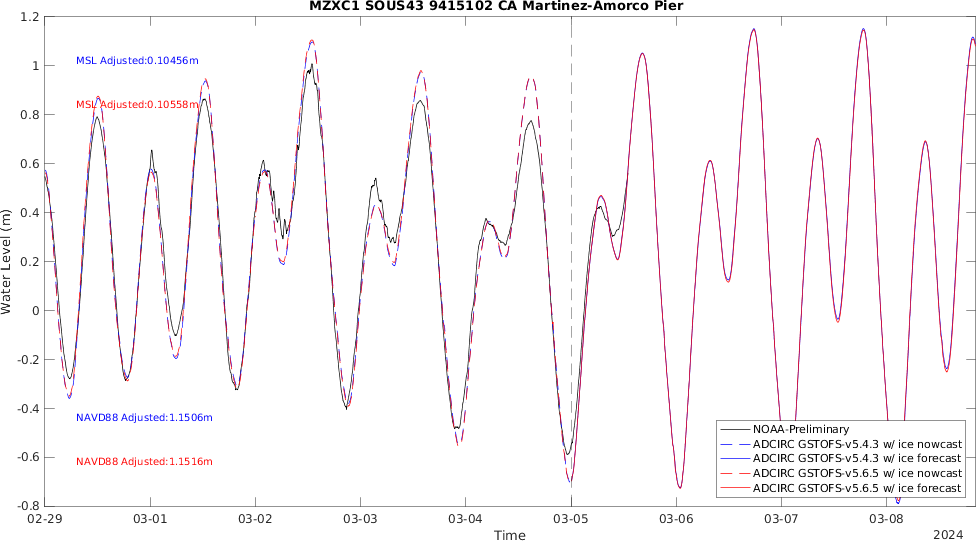 MZXC1 SOUS43 9415102 CA Martinez-Amorco Pier
1.2
1
0.8
0.6
0.4
0.2
0
-0.2
-0.4
-0.6
-0.8
Water Level (m)
MSL Adjusted:0.10456m
MSL Adjusted:0.10558m
NAVD88 Adjusted:1.1506m
NAVD88 Adjusted:1.1516m
NOAA-Preliminary
ADCIRC GSTOFS-v5.4.3 w/ ice nowcast
ADCIRC GSTOFS-v5.4.3 w/ ice forecast
ADCIRC GSTOFS-v5.6.5 w/ ice nowcast
ADCIRC GSTOFS-v5.6.5 w/ ice forecast
02-29 03-01 03-02 03-03 03-04 03-05 03-06 03-07 03-08
Time
2024